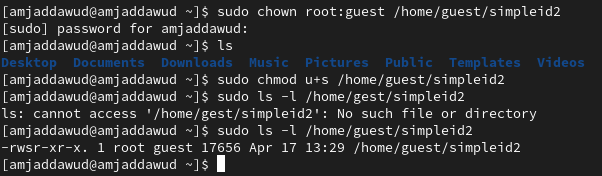 [amjaddawud@amjaddawud ~]$ sudo chown root:guest /home/guest/simpleid2
[sudo] password for amjaddawud:
[amjaddawud@amjaddawud ~]$ ls
Desktop  Documents  Downloads  Music  Pictures  Public  Templates  Videos
[amjaddawud@amjaddawud ~]$ sudo chmod u+s /home/guest/simpleid2
[amjaddawud@amjaddawud ~]$ sudo ls -l /home/gest/simpleid2
ls: cannot access '/home/gest/simpleid2': No such file or directory
[amjaddawud@amjaddawud ~]$ sudo ls -l /home/guest/simpleid2
-rwsr-xr-x. 1 root guest 17656 Apr 17 13:29 /home/guest/simpleid2
[amjaddawud@amjaddawud ~]$